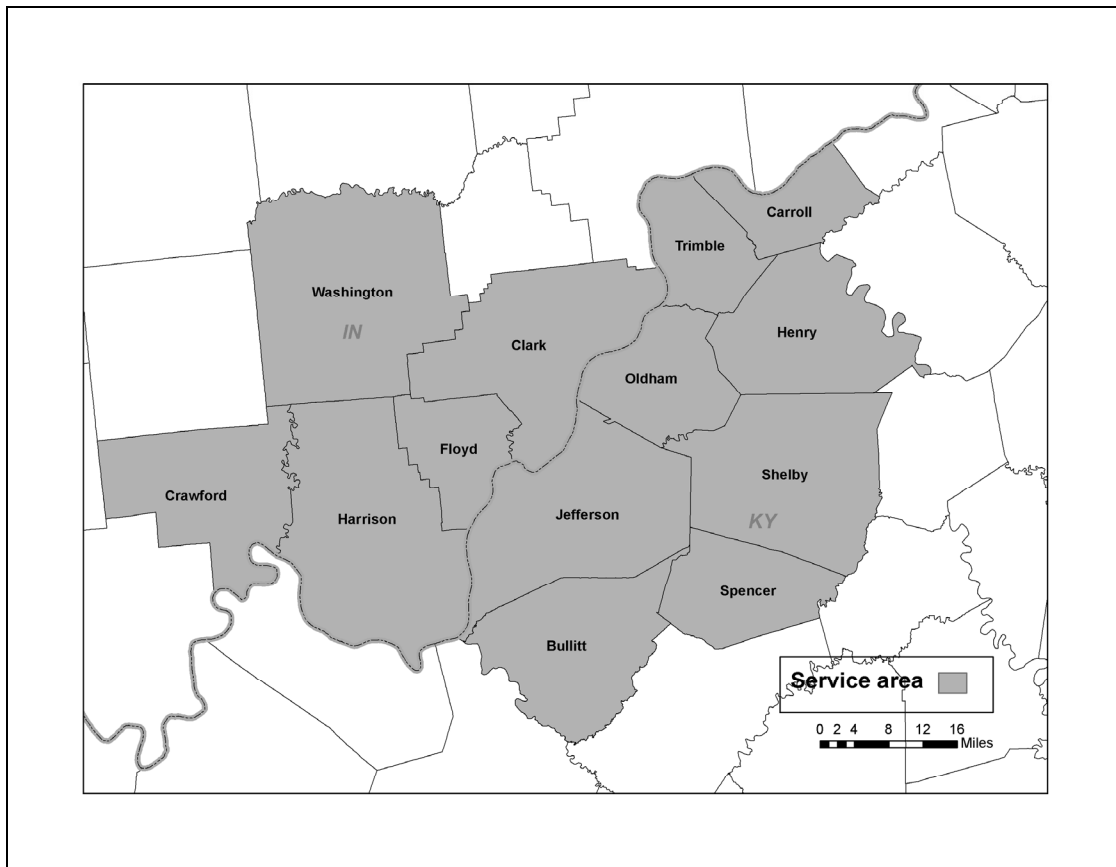 Carroll
Trimble
Washington
IN
Henry
Clark
Oldham
Floyd
Shelby
Crawford
Harrison
Jefferson
KY
Spencer
Bullitt
Service area
0 2 4 8 12 16
Miles